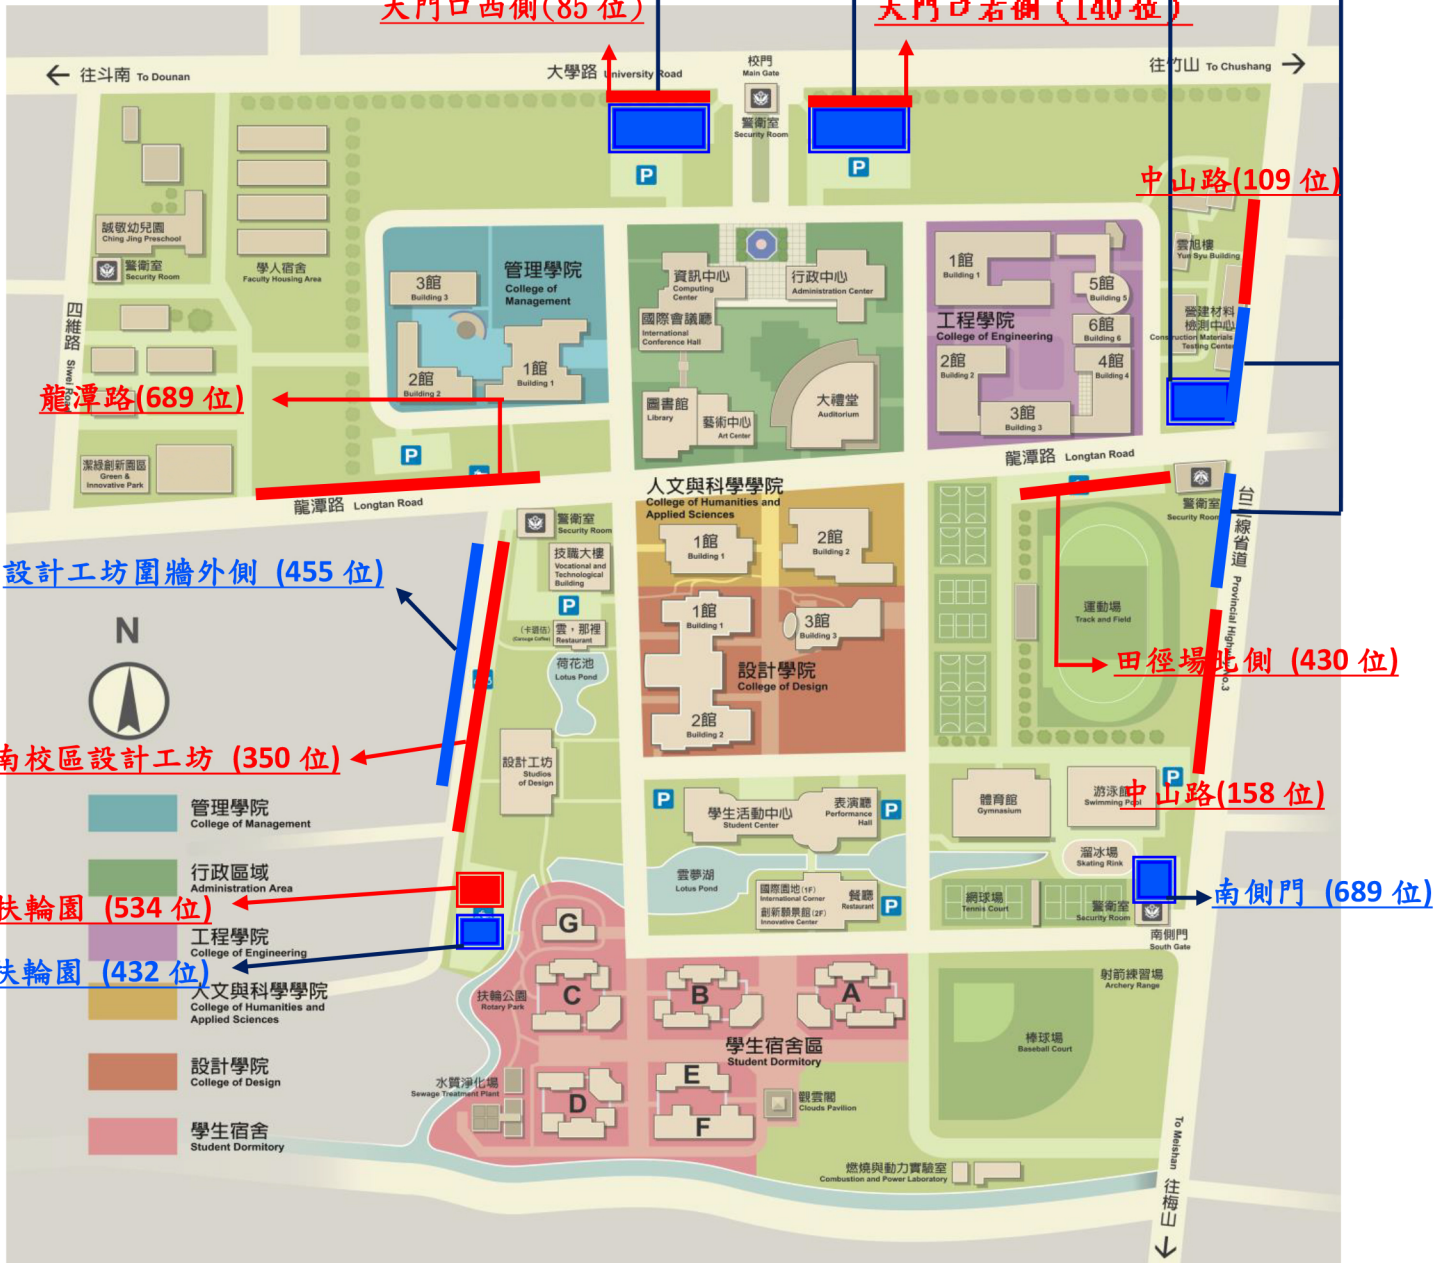 大門口西側(85 位)
大門口右側 (140 位)
往斗南 To Dounan
大學路 University Road
校門
Main Gate
往竹山 To Chushang
警衛室
Security Room
P
P
中山路(109 位)
誠敬幼兒園
Ching Jing Preschool
警衛室
Security Room
學人宿舍
Faculty Housing Area
3館
Building 3
管理學院
College of
Management
2館
Building 2
1館
Building 1
資訊中心
Computing
Center
行政中心
Administration Center
國際會議廳
International
Conference Hall
圖書館
Library
藝術中心
Art Center
大禮堂
Auditorium
1館
Building 1
5館
Building 5
工程學院
College of Engineering
6館
Building 6
2館
Building 2
4館
Building 4
3館
Building 3
雲旭樓
Yun Syu Building
營建材料
檢測中心
Construction Materials
Testing Center
四維路 Siwei Road
龍潭路(689 位)
P
潔綠創新園區
Green &
Innovative Park
龍潭路 Longtan Road
龍潭路 Longtan Road
人文與科學學院
College of Humanities and
Applied Sciences
警衛室
Security Room
警衛室
Security Room
台三線省道 Provincial Highway No.3
技職大樓
Vocational and
Technological
Building
1館
Building 1
2館
Building 2
設計工坊圍牆外側 (455 位)
P
(卡那佶)
雲・那裡
Restaurant
1館
Building 1
3館
Building 3
運動場
Track and Field
N
荷花池
Lotus Pond
設計學院
College of Design
田徑場北側 (430 位)
2館
Building 2
南校區設計工坊 (350 位)
設計工坊
Studios
of Design
P
中山路(158 位)
管理學院
College of Management
P
學生活動中心
Student Center
表演廳
Performance
Hall
P
體育館
Gymnasium
游泳館
Swimming Pool
行政區域
Administration Area
雲夢湖
Lotus Pond
溜冰場
Skating Rink
扶輪園 (534 位)
國際園地(1F)
International Corner
創新願景館(2F)
Innovative Center
餐廳
Restaurant
P
網球場
Tennis Court
警衛室
Security Room
南側門 (689 位)
南側門
South Gate
工程學院
College of Engineering
扶輪園 (432 位)
G
人文與科學學院
College of Humanities and
Applied Sciences
扶輪公園
Rotary Park
C
B
A
射箭練習場
Archery Range
棒球場
Baseball Court
學生宿舍區
Student Dormitory
設計學院
College of Design
水質淨化場
Sewage Treatment Plant
D
E
F
觀雲閣
Clouds Pavilion
學生宿舍
Student Dormitory
燃燒與動力實驗室
Combustion and Power Laboratory
To Meishan 往梅山